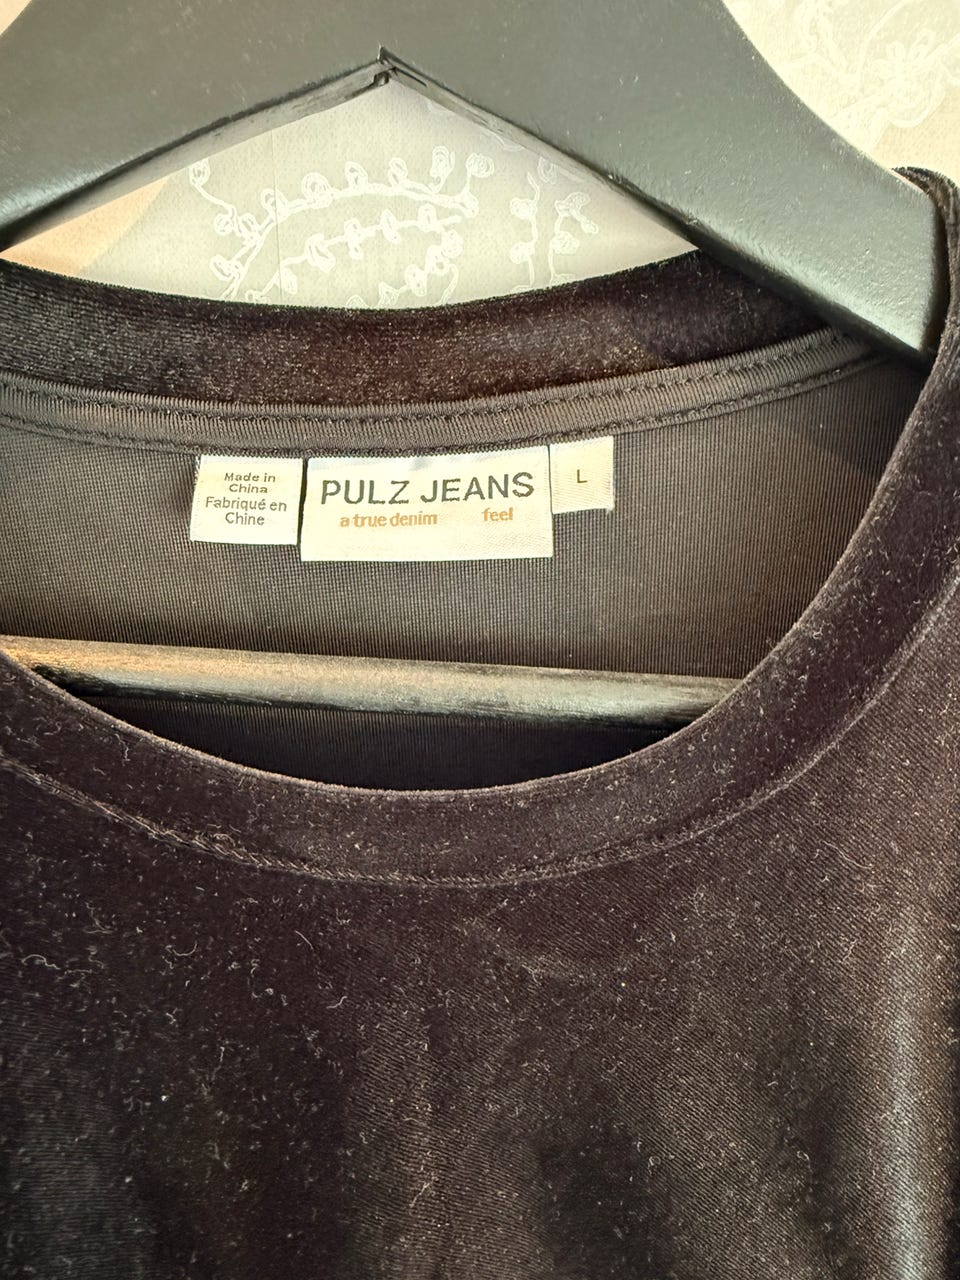 Made in
China
Fabriqué en
Chine
PULZ JEANS
a true denim feel
L